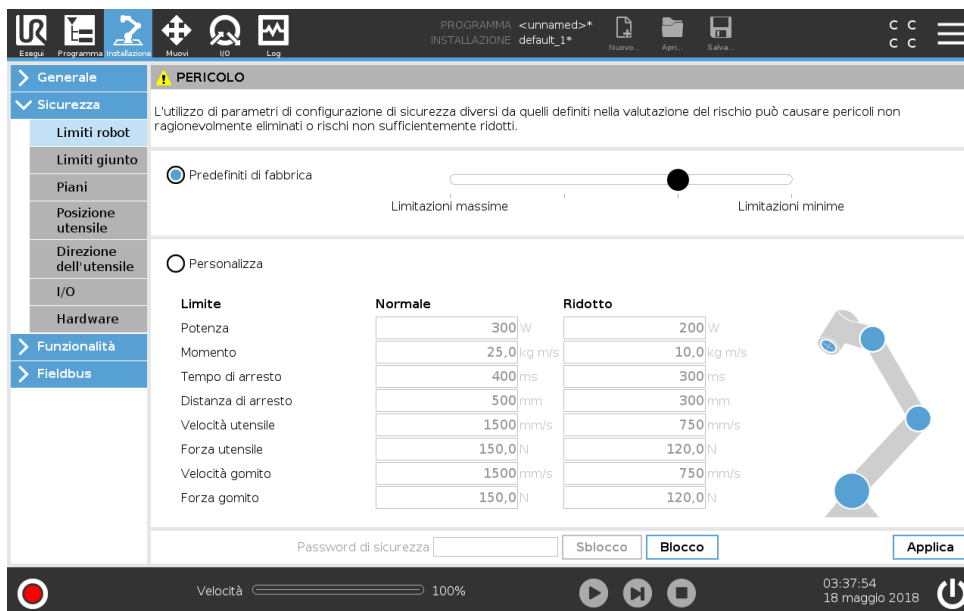 UR
PROGRAMMA <unnamed>*
INSTALLAZIONE default_1*
Esegui Programma Installazione Muovi I/O Log Nuovo... Apri... Salva...
C C
C C
Generale
Sicurezza
Limiti robot
Limiti giunto
Piani
Posizione
utensile
Direzione
dell'utensile
I/O
Hardware
Funzionalità
Fieldbus
PERICOLO
L'utilizzo di parametri di configurazione di sicurezza diversi da quelli definiti nella valutazione del rischio può causare pericoli non
ragionevolmente eliminati o rischi non sufficientemente ridotti.
Predefiniti di fabbrica
Limitazioni massime Limitazioni minime
Personalizza
Limite Normale Ridotto
Potenza 300 W 200 W
Momento 25,0 kg m/s 10,0 kg m/s
Tempo di arresto 400 ms 300 ms
Distanza di arresto 500 mm 300 mm
Velocità utensile 1500 mm/s 750 mm/s
Forza utensile 150,0 N 120,0 N
Velocità gomito 1500 mm/s 750 mm/s
Forza gomito 150,0 N 120,0 N
Password di sicurezza Sblocco Blocco Applica
Velocità 100%
03:37:54
18 maggio 2018